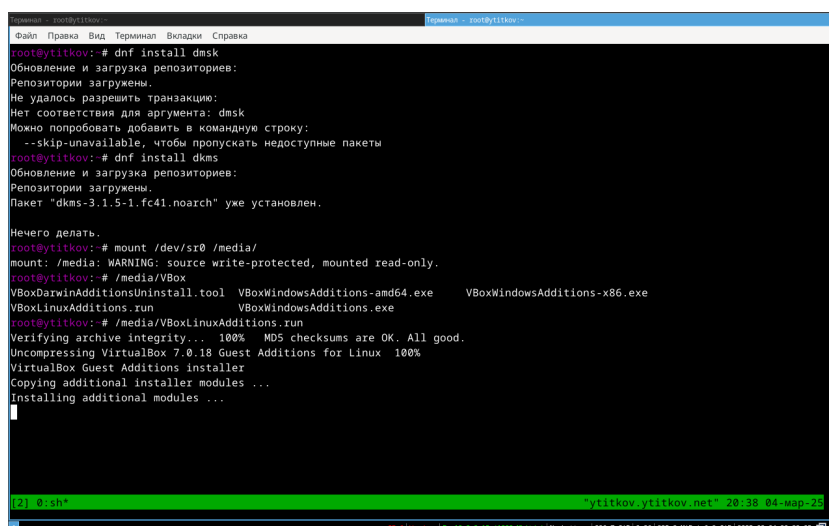 Терминал - root@ytitkov:~
Терминал - root@ytitkov:~
Файл Правка Вид Терминал Вкладки Справка
root@ytitkov:~# dnf install dmsk
Обновление и загрузка репозиториев:
Репозитории загружены.
Не удалось разрешить транзакцию:
Нет соответствия для аргумента: dmsk
Можно попробовать добавить в командную строку:
--skip-unavailable, чтобы пропускать недоступные пакеты
root@ytitkov:~# dnf install dkms
Обновление и загрузка репозиториев:
Репозитории загружены.
Пакет "dkms-3.1.5-1.fc41.noarch" уже установлен.
Нечего делать.
root@ytitkov:~# mount /dev/sr0 /media/
mount: /media: WARNING: source write-protected, mounted read-only.
root@ytitkov:~# /media/VBox
VBoxDarwinAdditionsUninstall.tool VBoxWindowsAdditions-amd64.exe VBoxWindowsAdditions-x86.exe
VBoxLinuxAdditions.run VBoxWindowsAdditions.exe
root@ytitkov:~# /media/VBoxLinuxAdditions.run
Verifying archive integrity... 100% MD5 checksums are OK. All good.
Uncompressing VirtualBox 7.0.18 Guest Additions for Linux 100%
VirtualBox Guest Additions installer
Copying additional installer modules ...
Installing additional modules ...
[2] 0:sh* "ytitkov.ytitkov.net" 20:38 04-мар-25